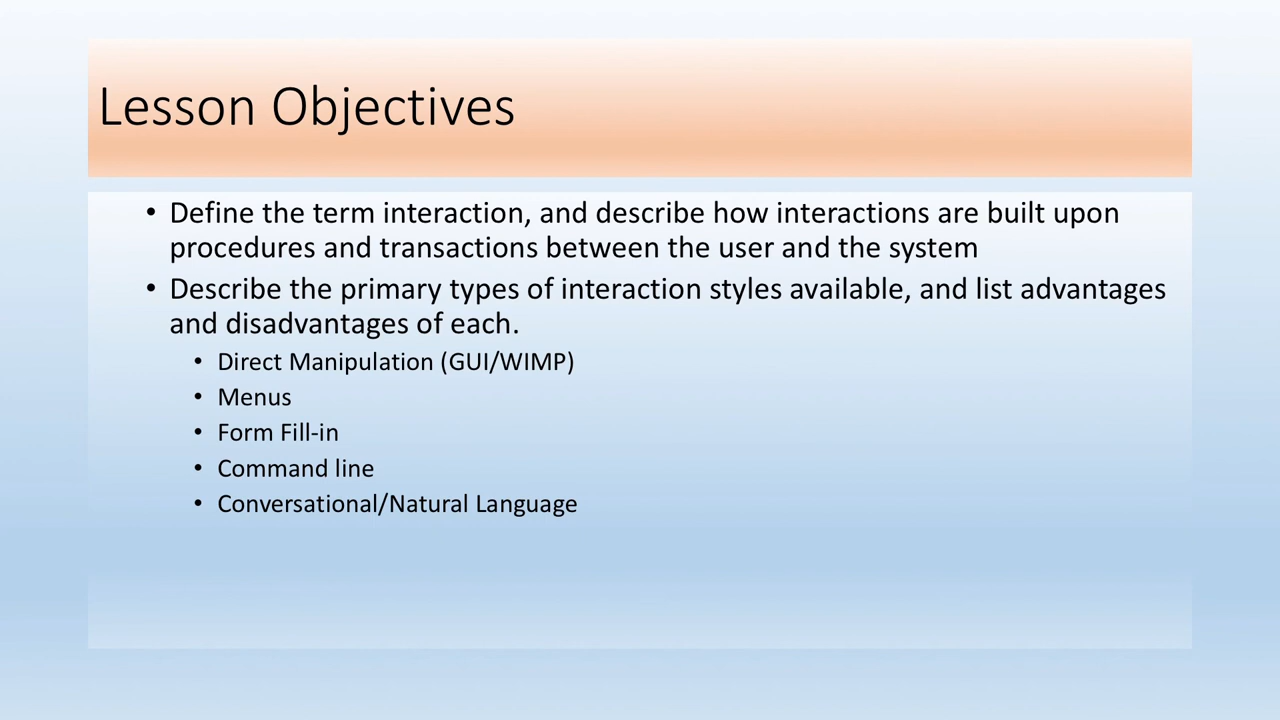 Lesson Objectives
• Define the term interaction, and describe how interactions are built upon
procedures and transactions between the user and the system
• Describe the primary types of interaction styles available, and list advantages
and disadvantages of each.
• Direct Manipulation (GUI/WIMP)
• Menus
• Form Fill-in
• Command line
• Conversational/Natural Language